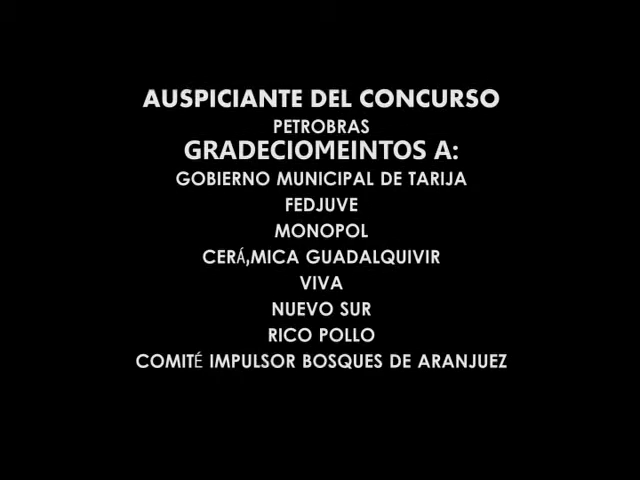 AUSPICIANTE DEL CONCURSO
PETROBRAS
GRADECIOMEINTOS A:
GOBIERNO MUNICIPAL DE TARIJA
FEDJUVE
MONOPOL
CERÁ,MICA GUADALQUIVIR
VIVA
NUEVO SUR
RICO POLLO
COMITÉ IMPULSOR BOSQUES DE ARANJUEZ